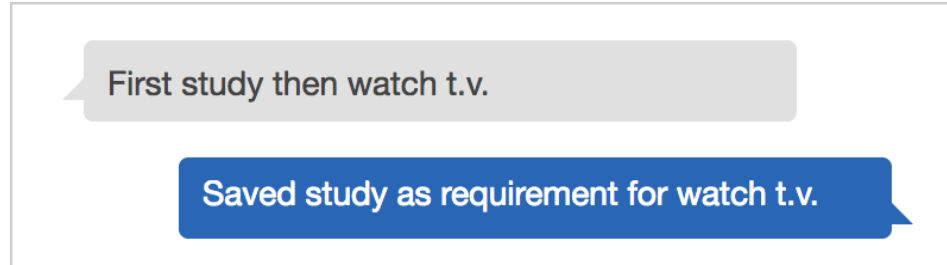 First study then watch t.v.
Saved study as requirement for watch t.v.